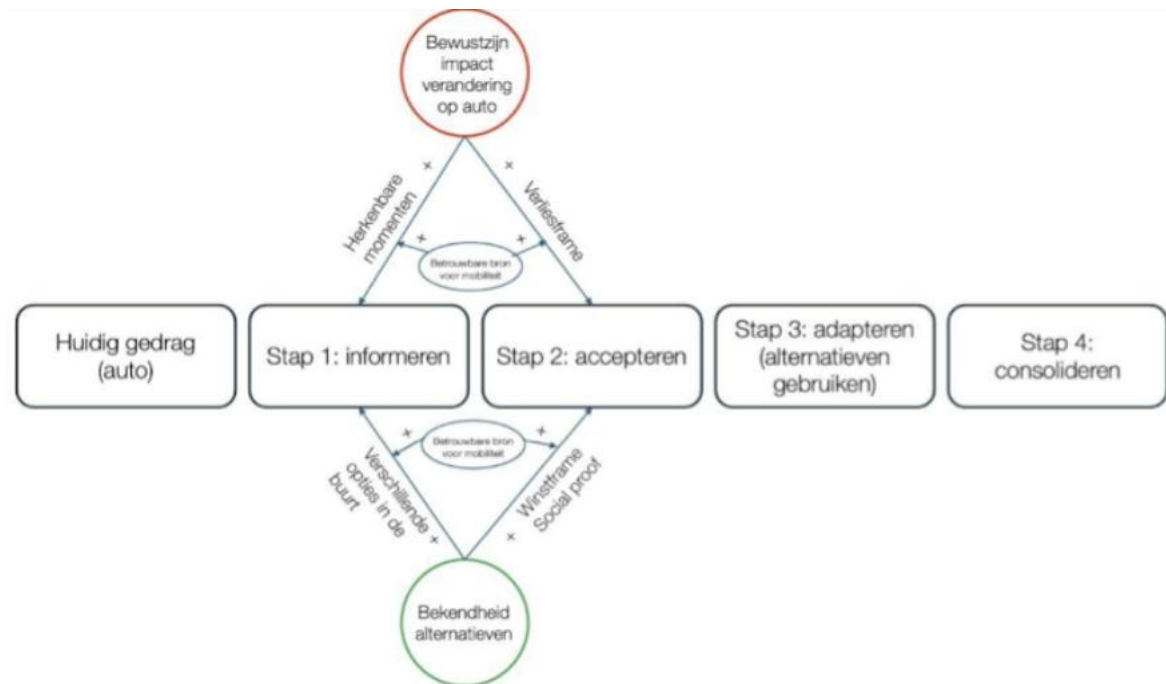 Bewustzijn
impact
verandering
op auto
Herkenbare
momenten
+
+
Verliesframe
+
+
Betrouwbare bron
voor mobiliteit
Huidig gedrag
(auto)
Stap 1: informeren
Stap 2: accepteren
Stap 3: adapteren
(alternatieven
gebruiken)
Stap 4:
consolideren
+
+
Betrouwbare bron
voor mobiliteit
Verschillende
opties in de
buurt
+
+
Winstframe
Social proof
Bekendheid
alternatieven